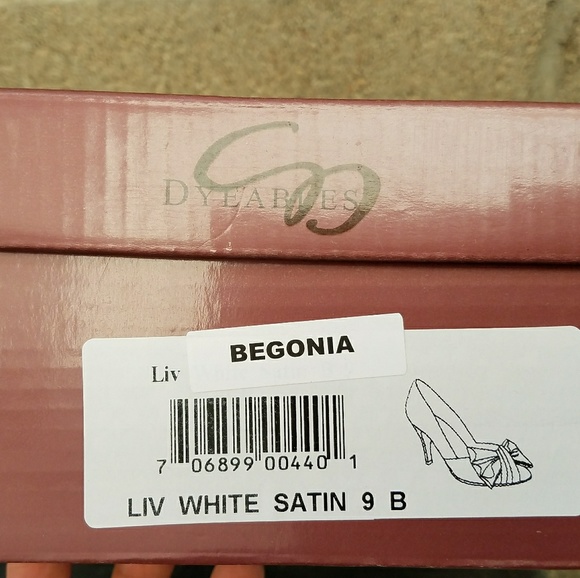 DYEABLES
BEGONIA
Liv
7 06899 00440 1
LIV WHITE SATIN 9 B